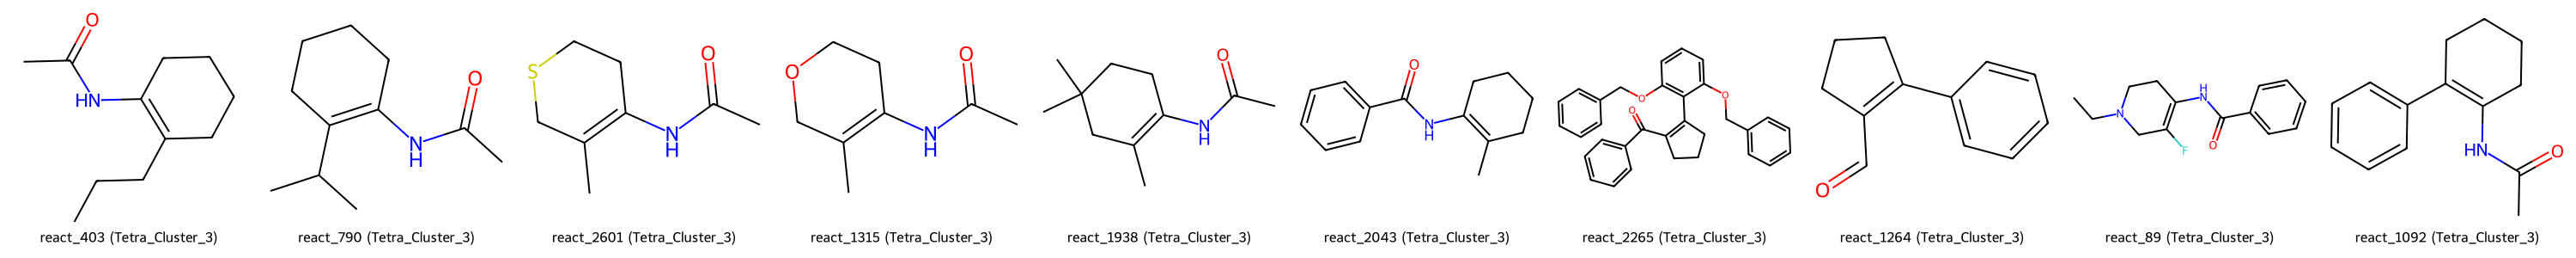 O
HN
O
N
H
S
O
N
H
O
O
N
H
O
N
H
O
N
H
O
O
O
O
N
H
N
O
F
HN
O
react_403 (Tetra_Cluster_3)
react_790 (Tetra_Cluster_3)
react_2601 (Tetra_Cluster_3)
react_1315 (Tetra_Cluster_3)
react_1938 (Tetra_Cluster_3)
react_2043 (Tetra_Cluster_3)
react_2265 (Tetra_Cluster_3)
react_1264 (Tetra_Cluster_3)
react_89 (Tetra_Cluster_3)
react_1092 (Tetra_Cluster_3)